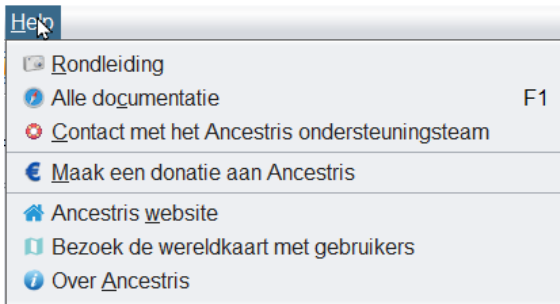 Help
Rondleiding
Alle documentatie F1
Contact met het Ancestris ondersteuningsteam
Maak een donatie aan Ancestris
Ancestris website
Bezoek de wereldkaart met gebruikers
Over Ancestris